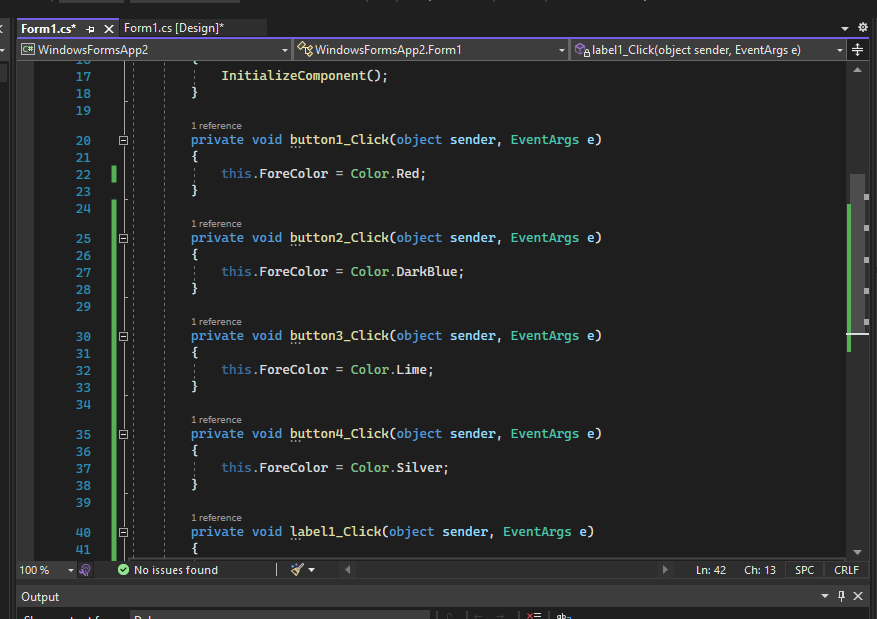 Form1.cs* Form1.cs [Design]*
WindowsFormsApp2 WindowsFormsApp2.Form1 label1_Click(object sender, EventArgs e)
17 InitializeComponent();
18 }
19
1 reference
20 private void button1_Click(object sender, EventArgs e)
21 {
22 this.ForeColor = Color.Red;
23 }
24
1 reference
25 private void button2_Click(object sender, EventArgs e)
26 {
27 this.ForeColor = Color.DarkBlue;
28 }
29
1 reference
30 private void button3_Click(object sender, EventArgs e)
31 {
32 this.ForeColor = Color.Lime;
33 }
34
1 reference
35 private void button4_Click(object sender, EventArgs e)
36 {
37 this.ForeColor = Color.Silver;
38 }
39
1 reference
40 private void label1_Click(object sender, EventArgs e)
41 {
100 % No issues found Ln: 42 Ch: 13 SPC CRLF
Output